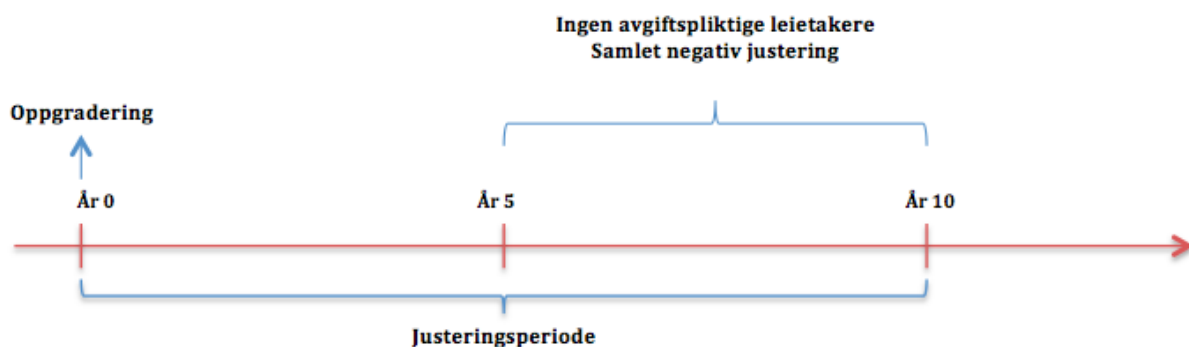 Ingen avgiftspliktige leietakere
Samlet negativ justering
Oppgradering
År 0
År 5
År 10
Justeringsperiode